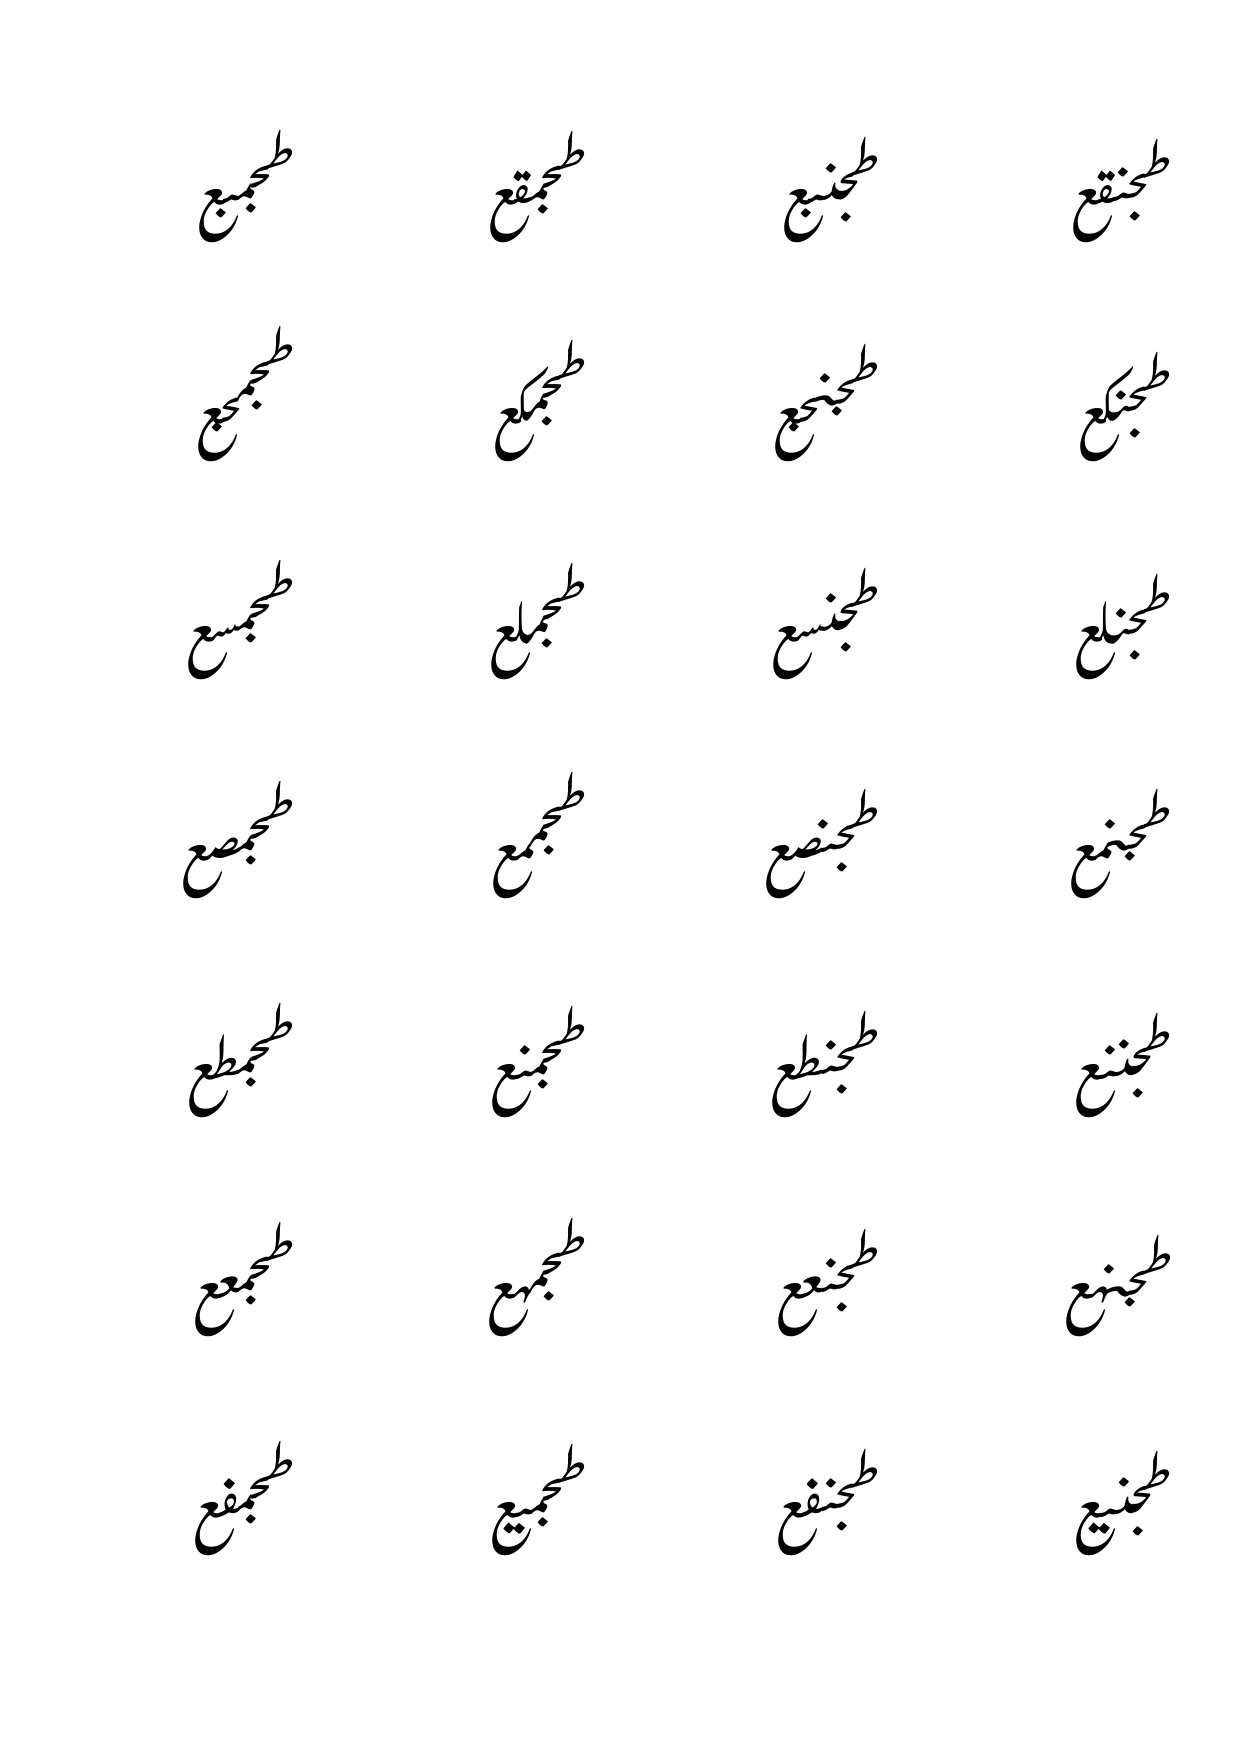 طجنقع طجنبع طجمقع طجمبع
طجنكع طجنجع طجمكع طجمجع
طجنلع طجنسع طجملع طجمسع
طجنمع طجنصع طجممع طجمصع
طجننع طجنطع طجمنع طجمطع
طجنهع طجنعع طجمهع طجمعع
طجنيع طجنفع طجميع طجمفع